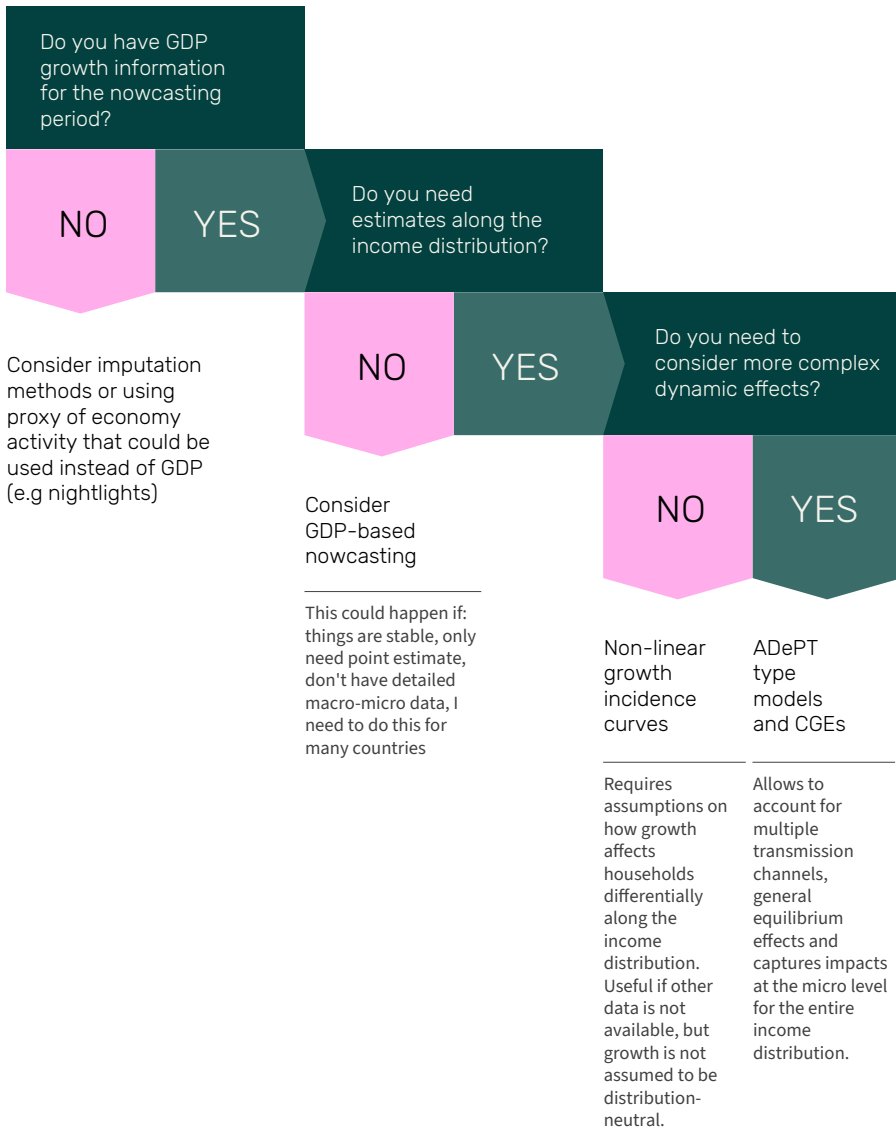 Do you have GDP
growth information
for the nowcasting
period?
NO
YES
Do you need
estimates along the
income distribution?
Consider imputation
methods or using
proxy of economy
activity that could be
used instead of GDP
(e.g nightlights)
NO
YES
Do you need to
consider more complex
dynamic effects?
Consider
GDP-based
nowcasting
This could happen if:
things are stable, only
need point estimate,
don't have detailed
macro-micro data, I
need to do this for
many countries
NO
YES
Non-linear
growth
incidence
curves
Requires
assumptions on
how growth
affects
households
differentially
along the
income
distribution.
Useful if other
data is not
available, but
growth is not
assumed to be
distribution-
neutral.
ADePT
type
models
and CGEs
Allows to
account for
multiple
transmission
channels,
general
equilibrium
effects and
captures impacts
at the micro level
for the entire
income
distribution.